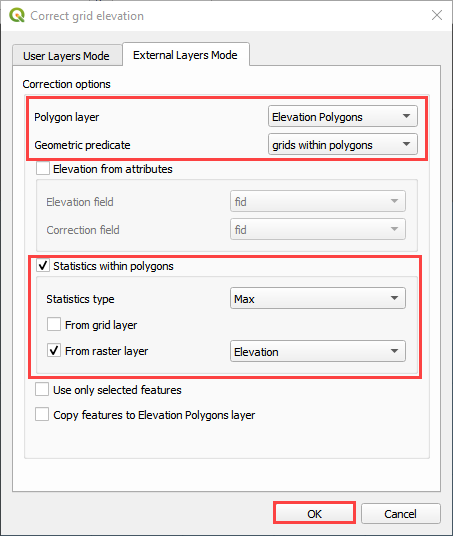 Correct grid elevation
User Layers Mode External Layers Mode
Correction options
Polygon layer Elevation Polygons
Geometric predicate grids within polygons
Elevation from attributes
Elevation field fid
Correction field fid
Statistics within polygons
Statistics type Max
From grid layer
From raster layer Elevation
Use only selected features
Copy features to Elevation Polygons layer
OK Cancel